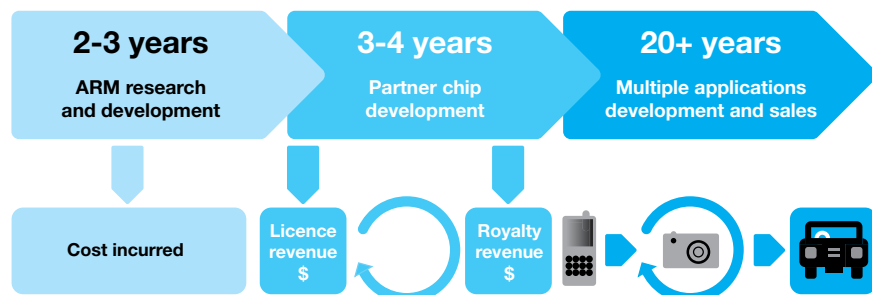 2-3 years
ARM research
and development
3-4 years
Partner chip
development
20+ years
Multiple applications
development and sales
Cost incurred
Licence
revenue
$
Royalty
revenue
$